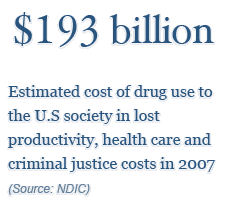 $193 billion
Estimated cost of drug use to
the U.S society in lost
productivity, health care and
criminal justice costs in 2007
(Source: NDIC)